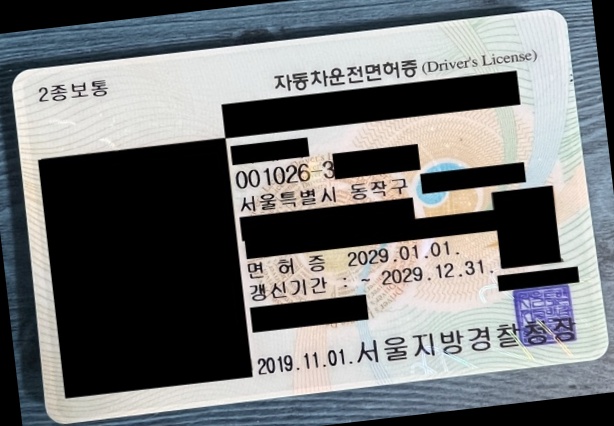 2종보통
자동차운전면허증 (Driver's License)
001026-3
서울특별시 동작구
면 허 증 2029.01.01.
갱신기간 : ~ 2029.12.31.
2019.11.01. 서울지방경찰청장